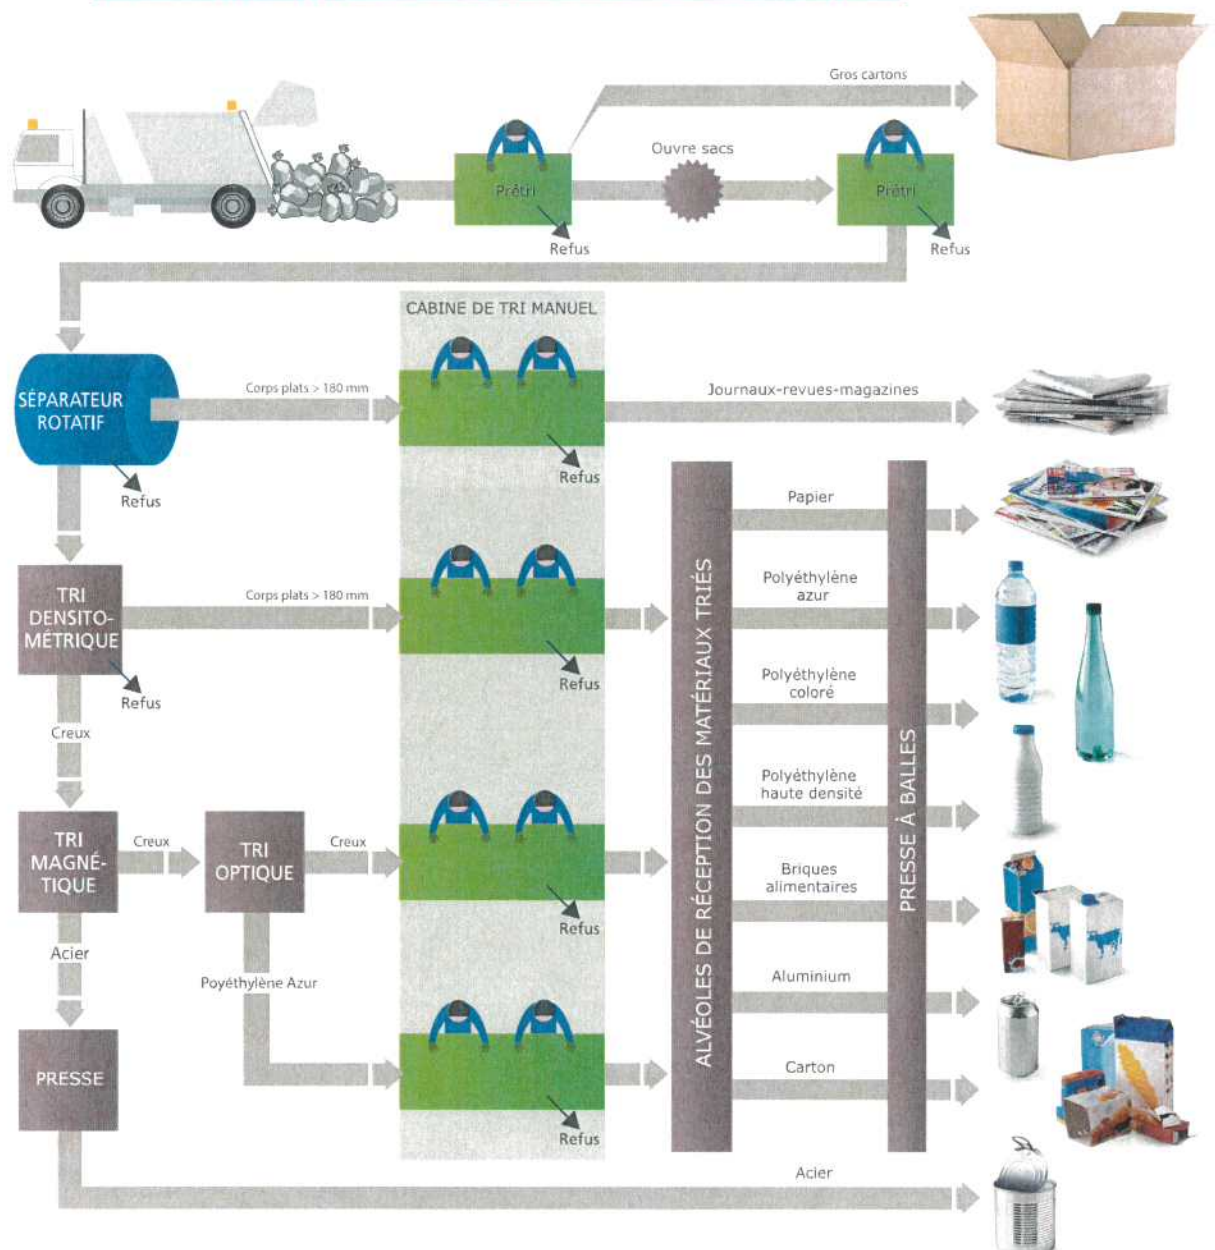 Gros cartons
Ouvre sacs
Prétri
Prétri
Refus
Refus
CABINE DE TRI MANUEL
SÉPARATEUR
ROTATIF
Corps plats > 180 mm
Journaux-revues-magazines
Refus
Refus
Papier
TRI
DENSITO-
MÉTRIQUE
Corps plats > 180 mm
Polyéthylène
azur
Refus
Refus
Polyéthylène
coloré
Creux
Polyéthylène
haute densité
TRI
MAGNÉ-
TIQUE
Creux
TRI
OPTIQUE
Creux
Briques
alimentaires
Refus
Acier
Poyéthylène Azur
Aluminium
ALVÉOLES DE RÉCEPTION DES MATÉRIAUX TRIÉS
PRESSE À BALLES
PRESSE
Carton
Refus
Acier